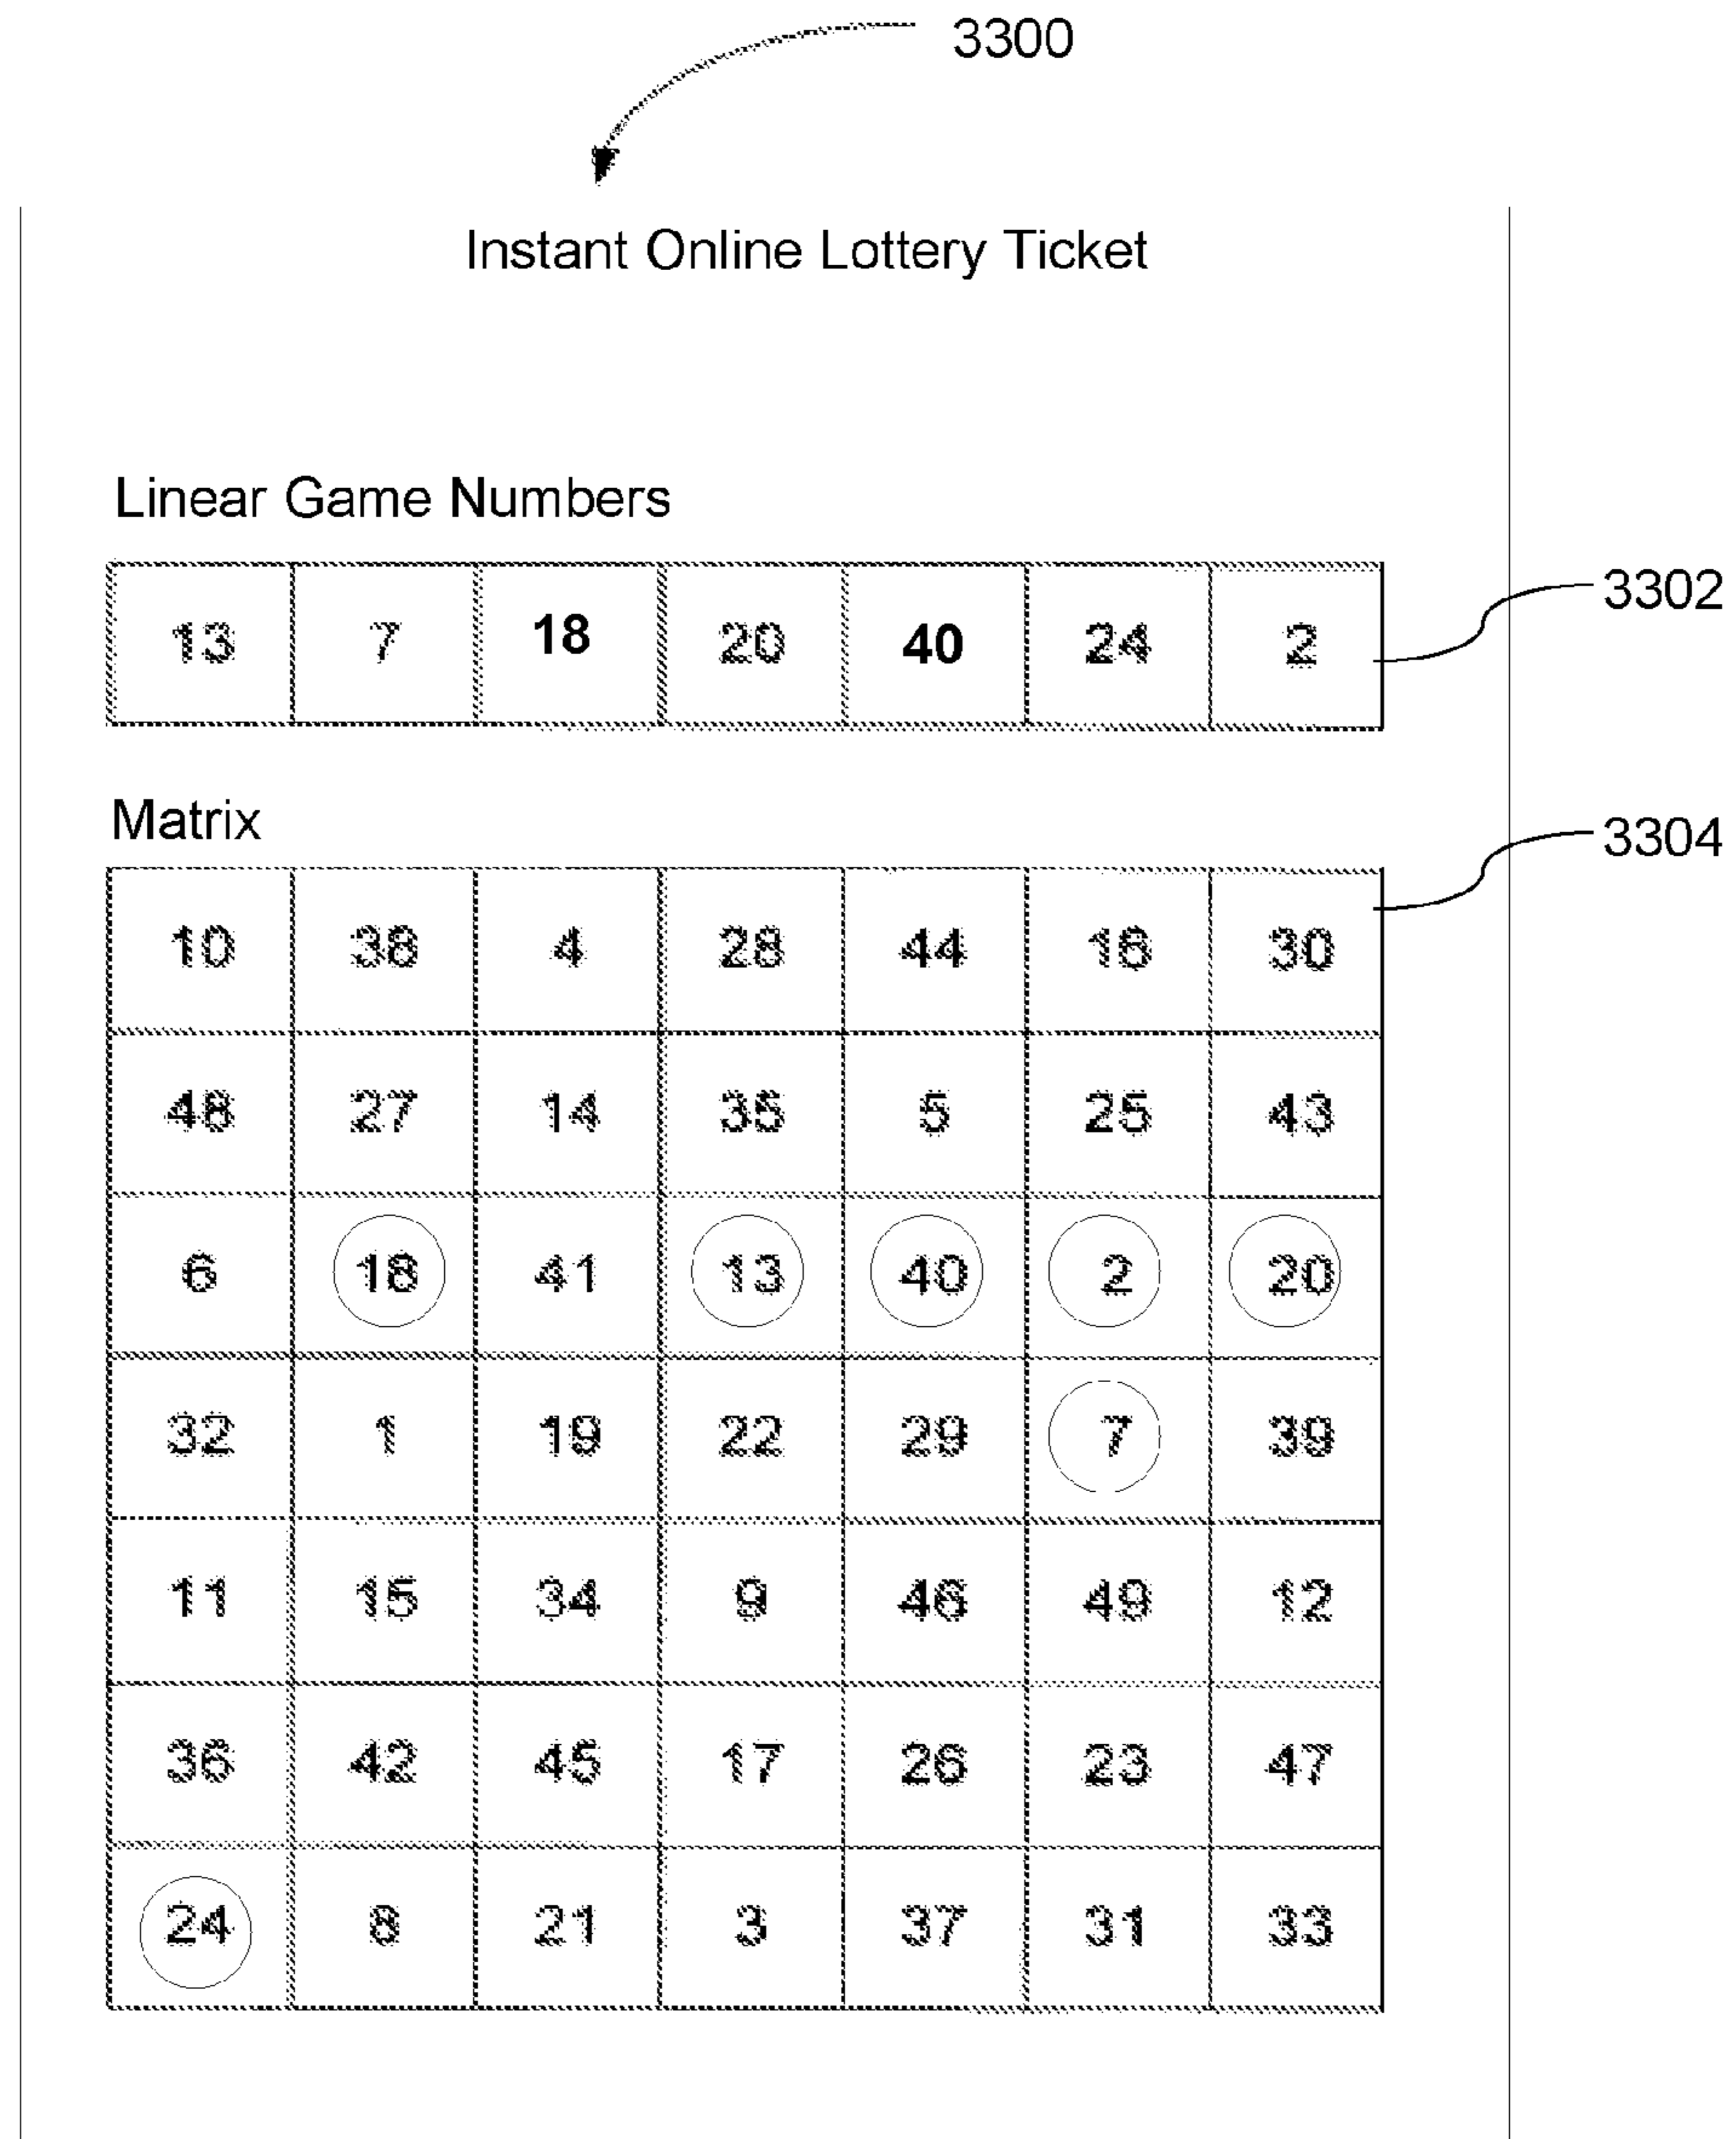 3300
Instant Online Lottery Ticket
Linear Game Numbers
13 7 18 20 40 24 2
3302
Matrix
3304
10 38 4 28 44 16 30
48 27 14 35 5 25 43
6 18 41 13 40 2 20
32 1 19 22 29 7 39
11 15 34 9 46 49 12
36 42 45 17 26 23 47
24 8 21 3 37 31 33